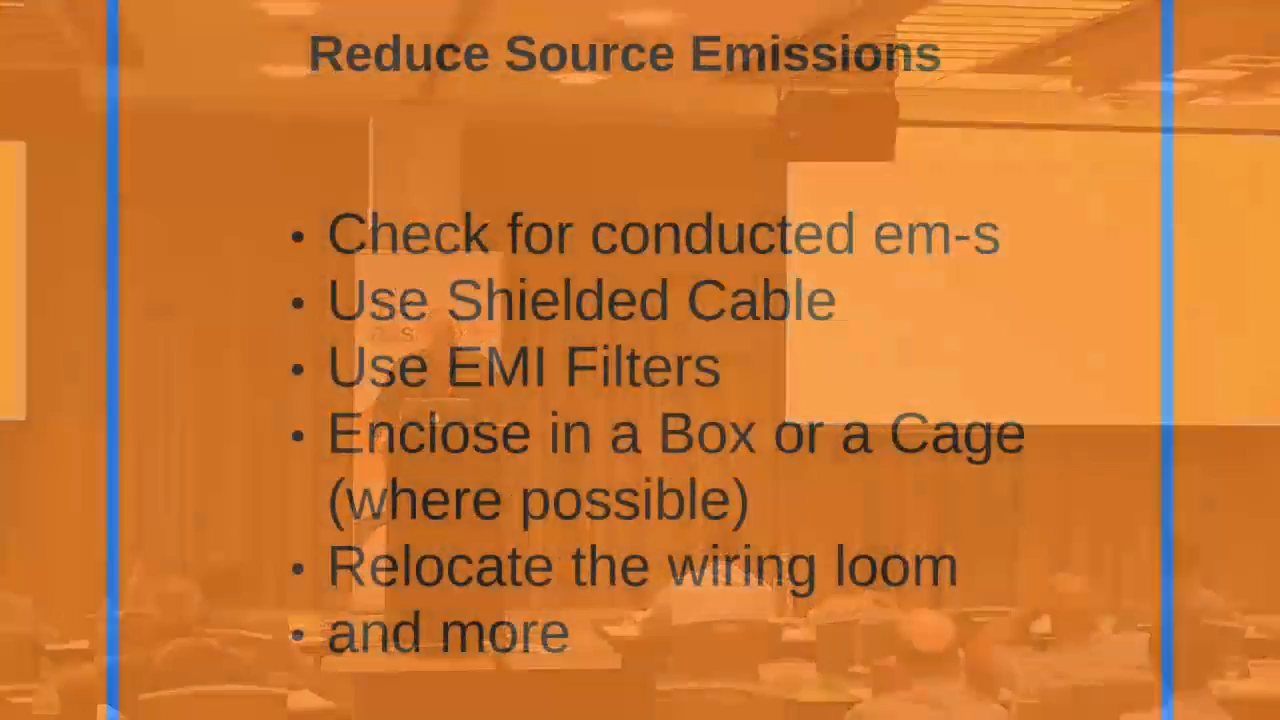 Reduce Source Emissions
• Check for conducted em-s
• Use Shielded Cable
• Use EMI Filters
• Enclose in a Box or a Cage
(where possible)
• Relocate the wiring loom
• and more